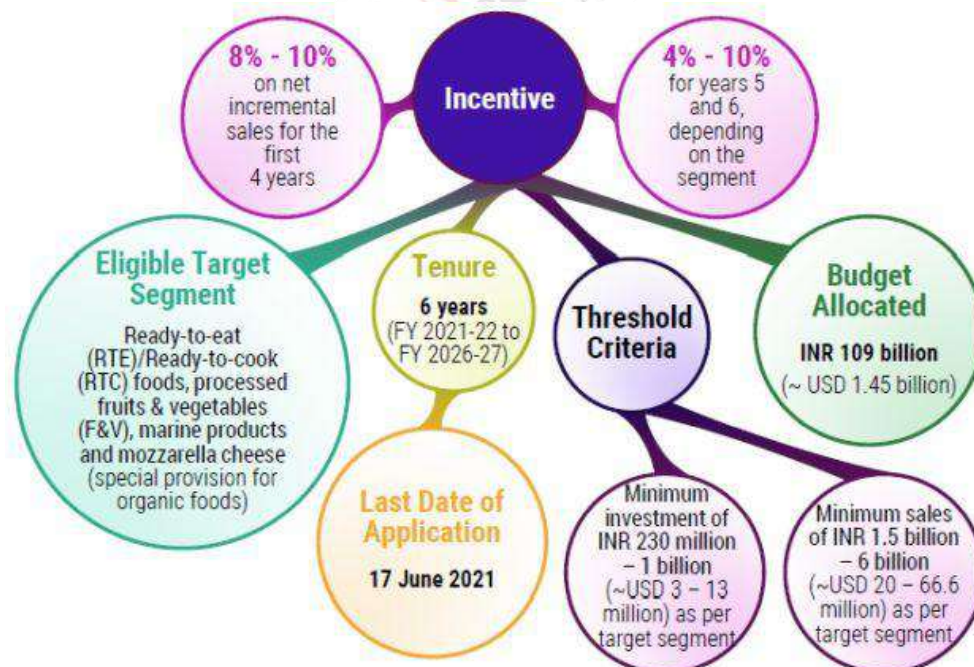 8% - 10%
on net
incremental
sales for the
first
4 years
Incentive
4% - 10%
for years 5
and 6,
depending
on the
segment
Eligible Target
Segment
Ready-to-eat
(RTE)/Ready-to-cook
(RTC) foods, processed
fruits & vegetables
(F&V), marine products
and mozzarella cheese
(special provision for
organic foods)
Tenure
6 years
(FY 2021-22 to
FY 2026-27)
Threshold
Criteria
Budget
Allocated
INR 109 billion
(~ USD 1.45 billion)
Last Date of
Application
17 June 2021
Minimum
investment of
INR 230 million
– 1 billion
(~USD 3 – 13
million) as per
target segment
Minimum sales
of INR 1.5 billion
– 6 billion
(~USD 20 – 66.6
million) as per
target segment